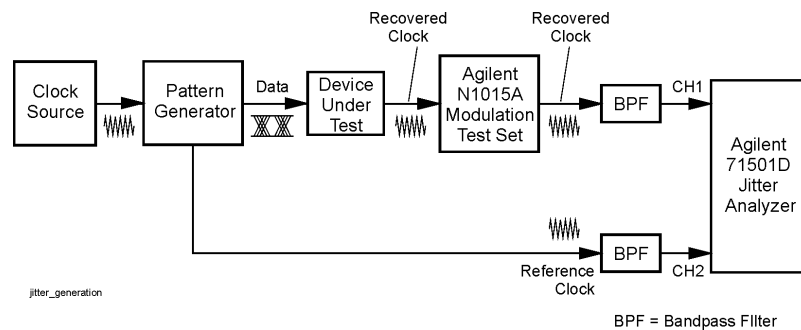 Recovered
Clock
Recovered
Clock
Clock
Source
Pattern
Generator
Data
Device
Under
Test
Agilent
N1015A
Modulation
Test Set
BPF
CH1
Agilent
71501D
Jitter
Analyzer
BPF
CH2
Reference
Clock
jitter_generation
BPF = Bandpass FIlter